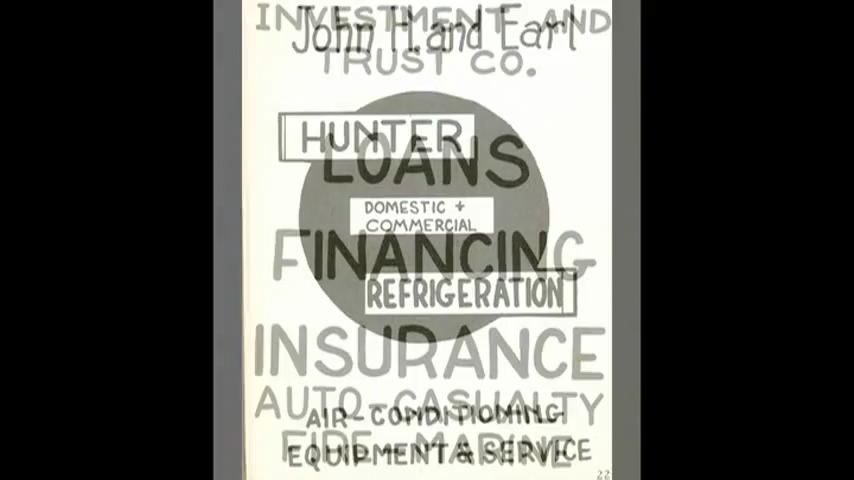 INVESTMENT AND
John H. and Earl
TRUST CO.
HUNTER
LOANS
DOMESTIC +
COMMERCIAL
FINANCING
REFRIGERATION
INSURANCE
AUTO-CASUALTY
AIR-CONDITIONING
FIRE-MARINE
EQUIPMENT & SERVICE
22